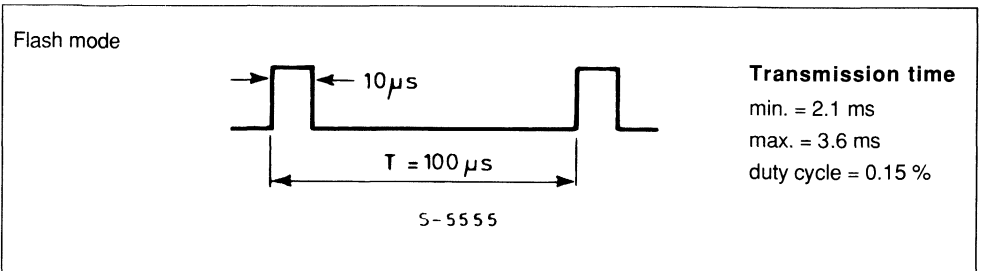 Flash mode
10μs
T = 100 μs
S-5555
Transmission time
min. = 2.1 ms
max. = 3.6 ms
duty cycle = 0.15 %